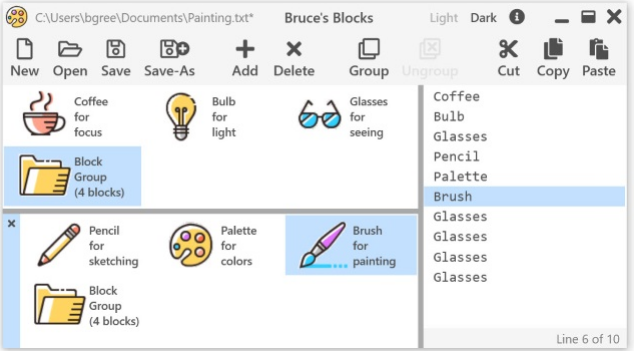 C:\Users\bgree\Documents\Painting.txt*
Bruce's Blocks
Light Dark
New Open Save Save-As Add Delete Group Ungroup Cut Copy Paste
Coffee
for
focus
Bulb
for
light
Glasses
for
seeing
Block
Group
(4 blocks)
Pencil
for
sketching
Palette
for
colors
Brush
for
painting
Block
Group
(4 blocks)
Coffee
Bulb
Glasses
Pencil
Palette
Brush
Glasses
Glasses
Glasses
Glasses
Line 6 of 10